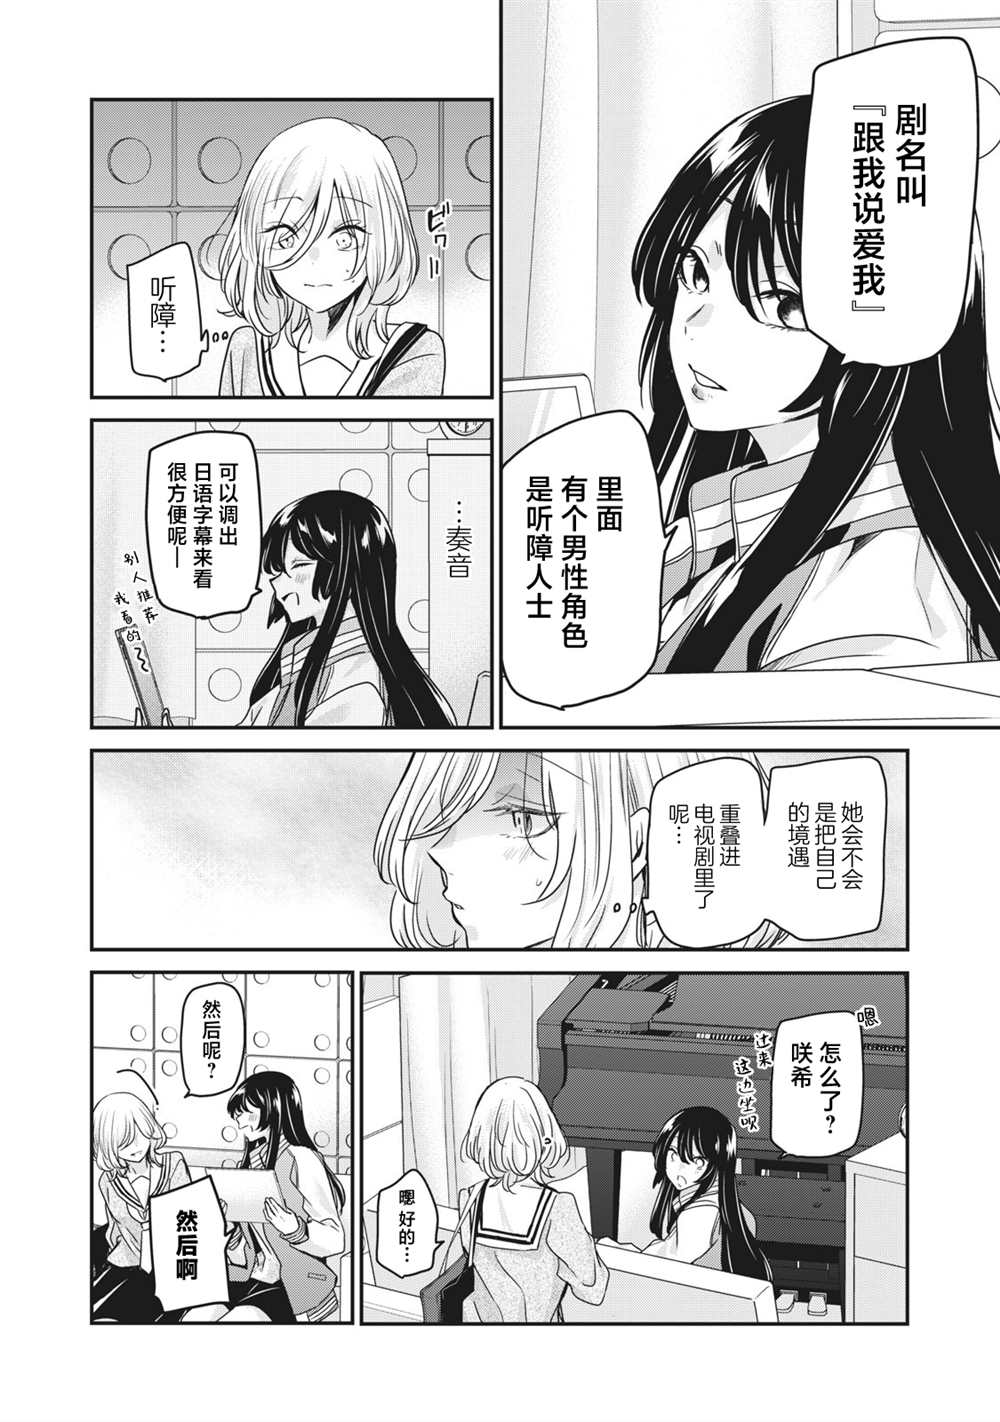 剧名叫
『跟我说爱我』
里面
有个男性角色
是听障人士
ビクッ
听障…
…奏音
可以调出
日语字幕来看
很方便呢—
别人推荐
我看的~
她会不会
是把自己
的境遇
重叠进
电视剧里了
呢…
嗯
怎么了？
咲希
过来
这边坐呗
嗯 好的…
然后呢？
然后啊